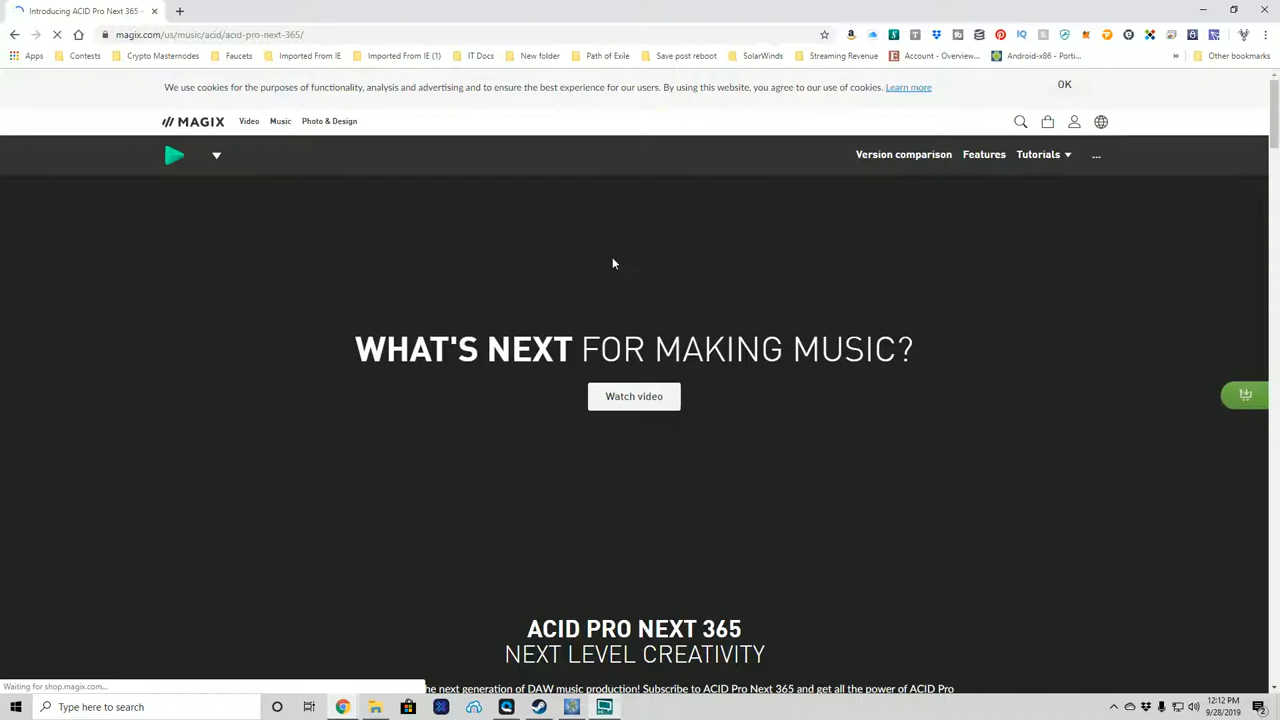 Introducing ACID Pro Next 365 -
magix.com/us/music/acid/acid-pro-next-365/
Apps Contests Crypto Masternodes Faucets Imported From IE Imported From IE (1) IT Docs New folder Path of Exile Save post reboot SolarWinds Streaming Revenue Account - Overview... Android-x86 - Porti... » Other bookmarks
We use cookies for the purposes of functionality, analysis and advertising and to ensure the best experience for our users. By using this website, you agree to our use of cookies. Learn more OK
MAGIX Video Music Photo & Design
Version comparison Features Tutorials ...
WHAT'S NEXT FOR MAKING MUSIC?
Watch video
ACID PRO NEXT 365
NEXT LEVEL CREATIVITY
Waiting for shop.magix.com...
the next generation of DAW music production! Subscribe to ACID Pro Next 365 and get all the power of ACID Pro
Type here to search
12:12 PM
9/28/2019
2